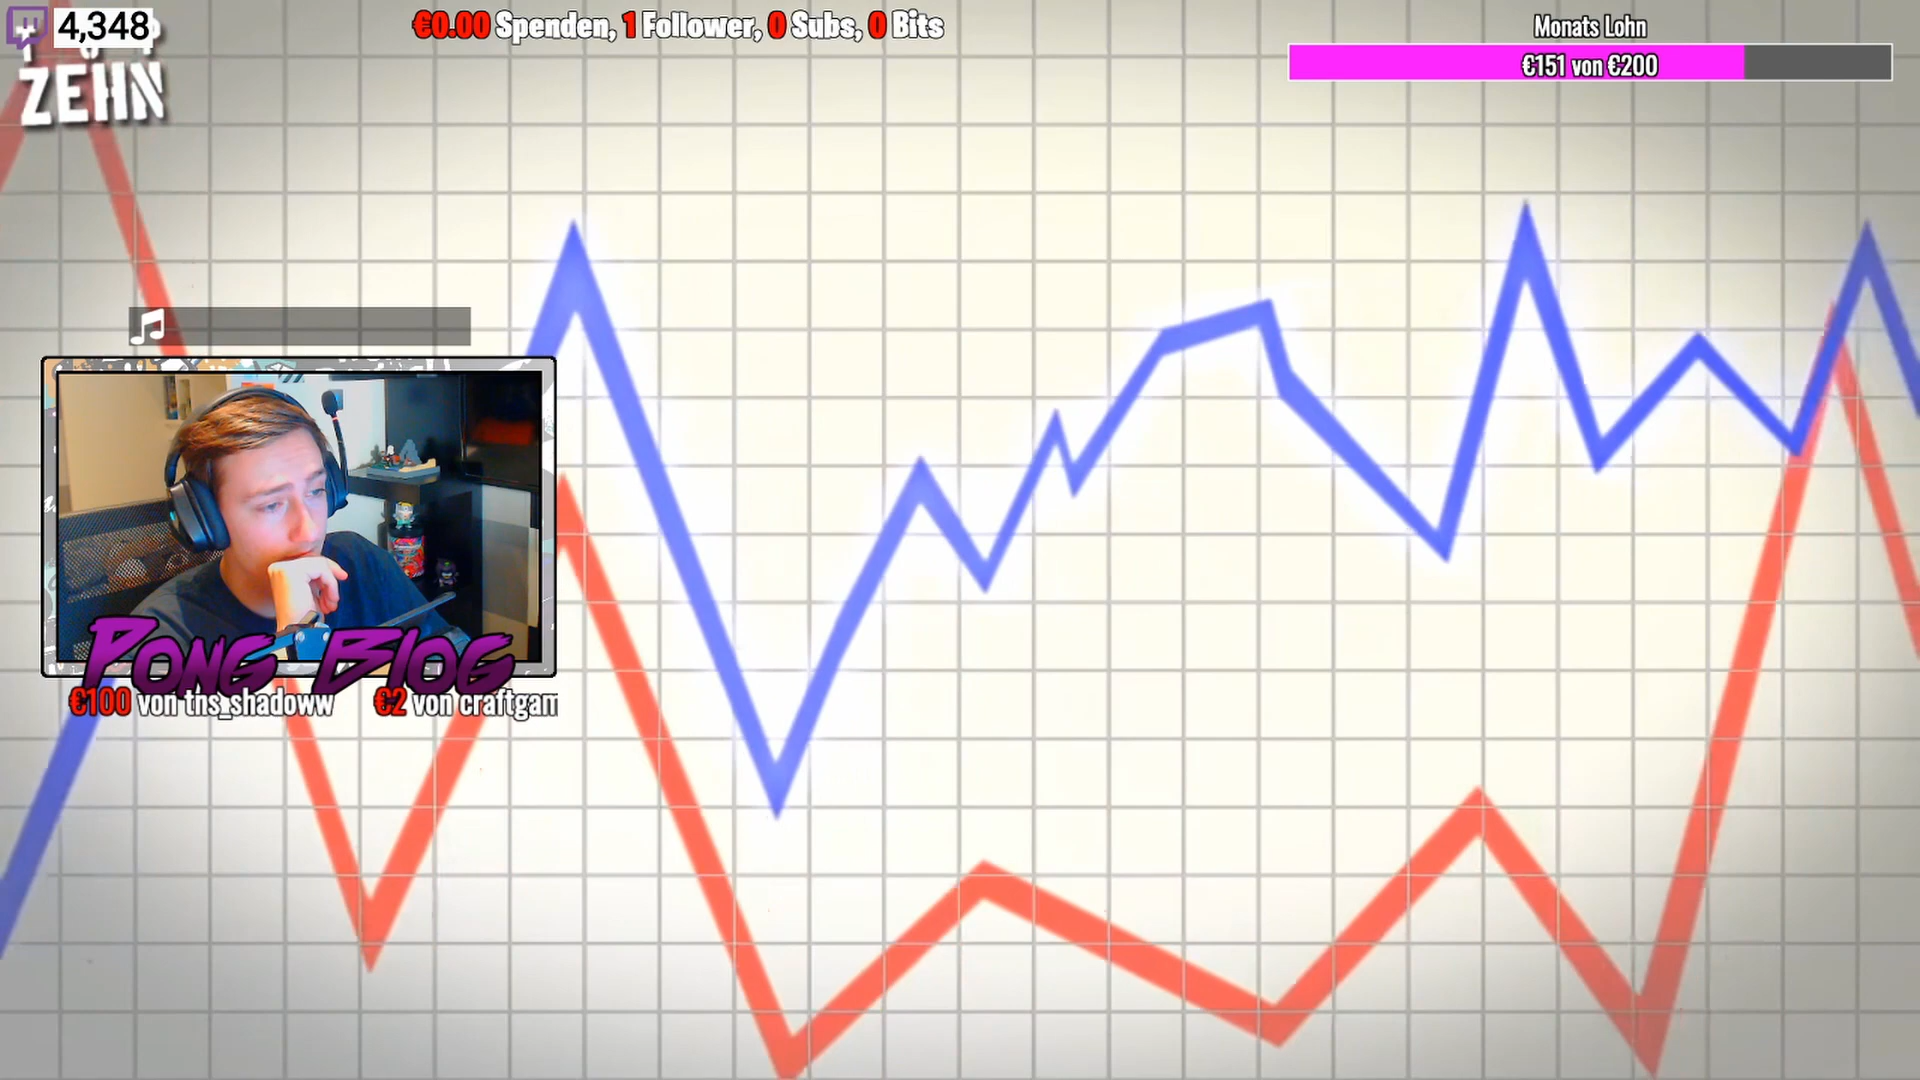 4,348
ZEHN
€0.00 Spenden, 1 Follower, 0 Subs, 0 Bits
Monats Lohn
€151 von €200
Pong Blog
€100 von tns_shadoww €2 von craftgam